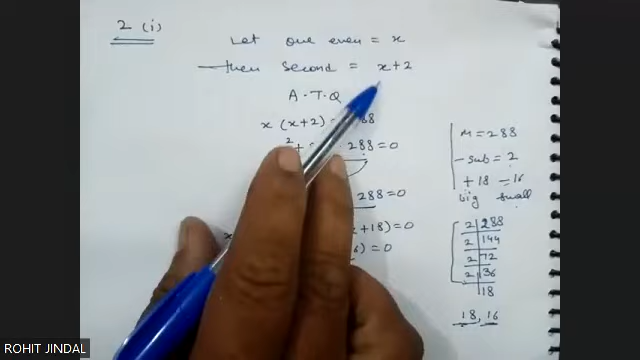 2 (i)
Let one even = x
then second = x+2
A.T.Q
x (x+2) = 288
288 = 0
288 = 0
+ 18) = 0
) = 0
M = 288
- sub = 2
+ 18 - 16
big small
2 | 288
2 | 144
2 | 72
2 | 36
18
18, 16
ROHIT JINDAL